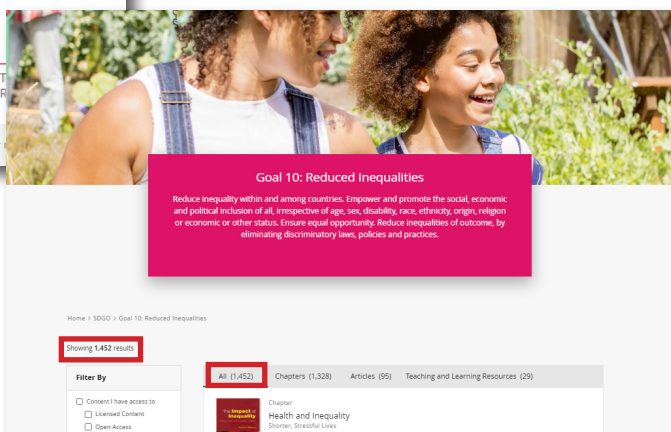 Goal 10: Reduced Inequalities
Reduce inequality within and among countries. Empower and promote the social, economic
and political inclusion of all, irrespective of age, sex, disability, race, ethnicity, origin, religion
or economic or other status. Ensure equal opportunity. Reduce inequalities of outcome, by
eliminating discriminatory laws, policies and practices.
Home > SDGO > Goal 10: Reduced Inequalities
Showing 1,452 results
Filter By
All (1,452) Chapters (1,328) Articles (95) Teaching and Learning Resources (29)
Content I have access to
Licensed Content
Open Access
The Impact of
Inequality
Chapter
Health and Inequality
Shorter, Stressful Lives